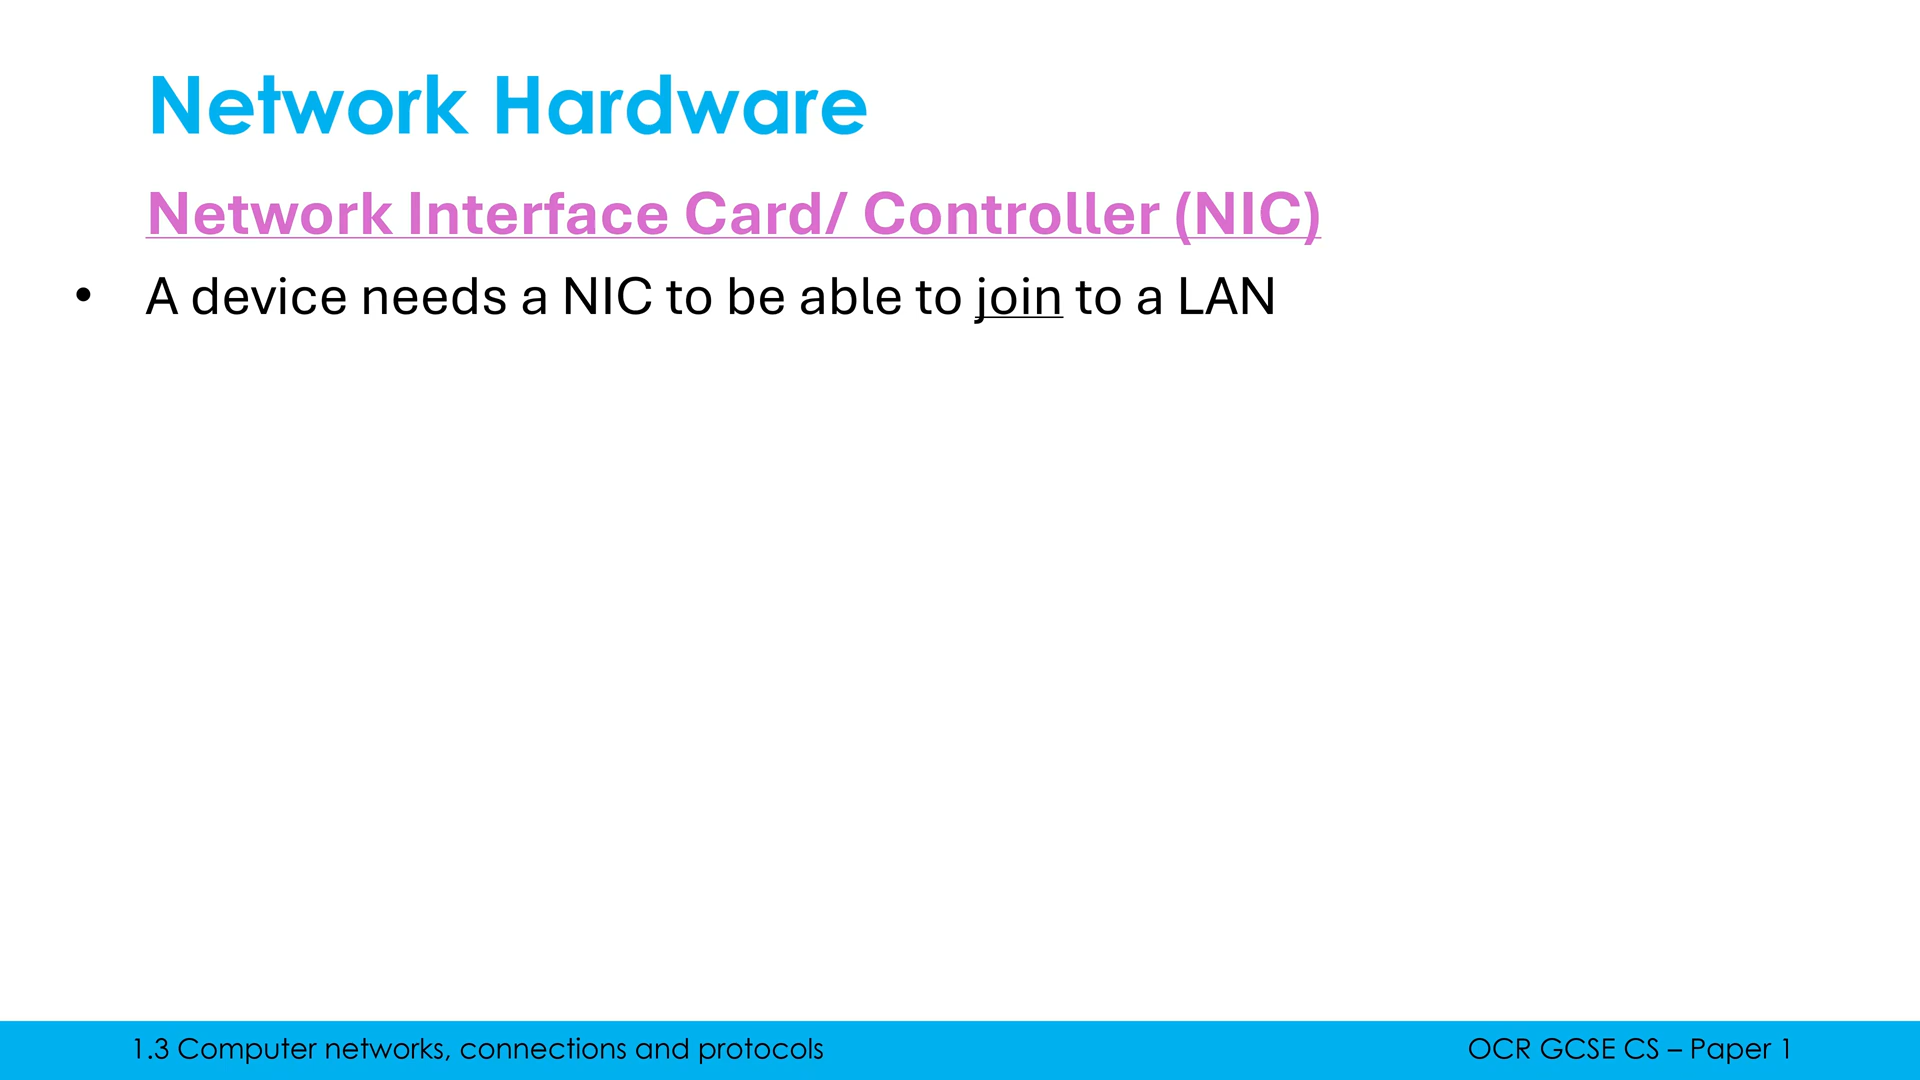 Network Hardware
Network Interface Card/ Controller (NIC)
• A device needs a NIC to be able to join to a LAN
1.3 Computer networks, connections and protocols
OCR GCSE CS – Paper 1